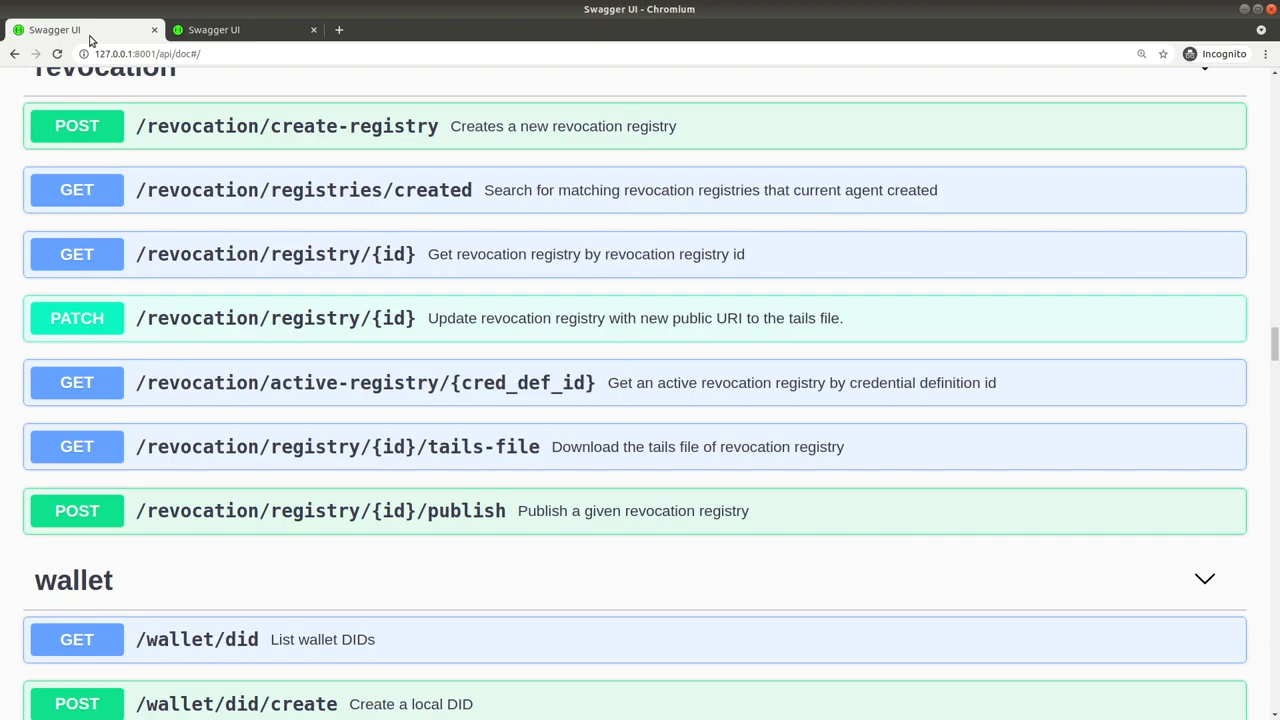 Swagger UI - Chromium
Swagger UI
Swagger UI
127.0.0.1:8001/api/doc#/
Incognito
revocation
POST /revocation/create-registry Creates a new revocation registry
GET /revocation/registries/created Search for matching revocation registries that current agent created
GET /revocation/registry/{id} Get revocation registry by revocation registry id
PATCH /revocation/registry/{id} Update revocation registry with new public URI to the tails file.
GET /revocation/active-registry/{cred_def_id} Get an active revocation registry by credential definition id
GET /revocation/registry/{id}/tails-file Download the tails file of revocation registry
POST /revocation/registry/{id}/publish Publish a given revocation registry
wallet
GET /wallet/did List wallet DIDs
POST /wallet/did/create Create a local DID